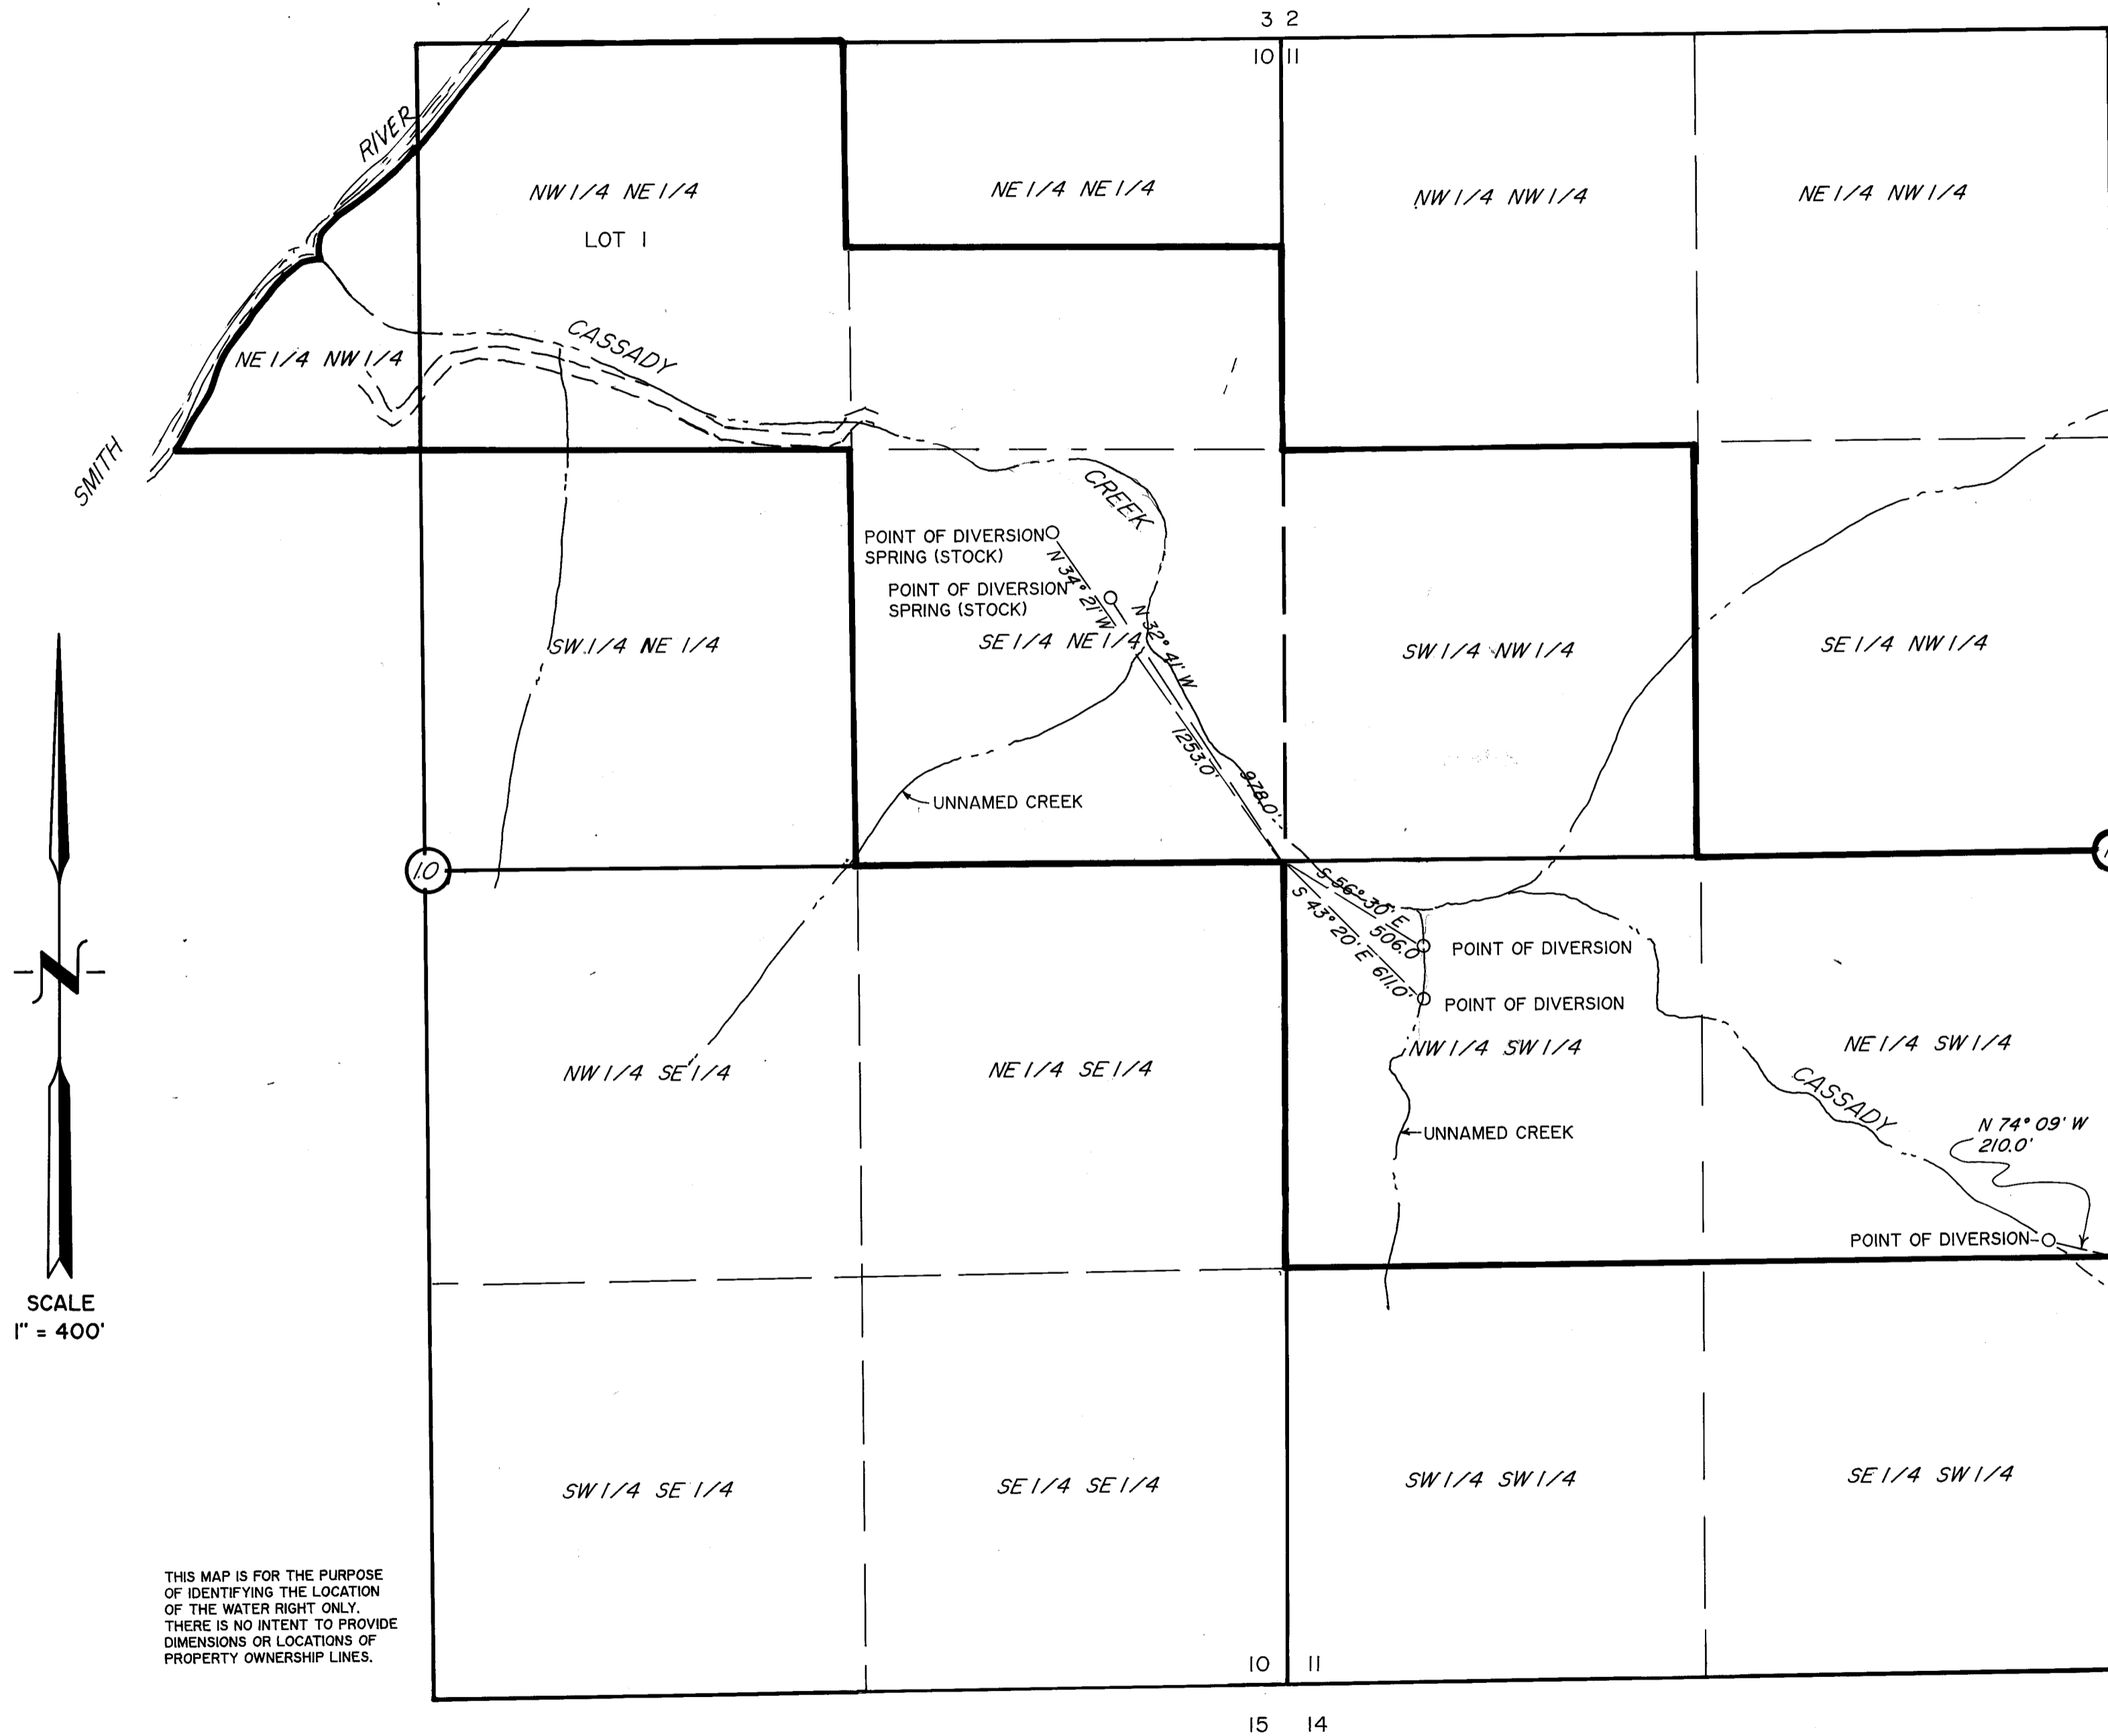 3 2
10 11
RIVER
NW 1/4 NE 1/4
LOT 1
NE 1/4 NE 1/4
NW 1/4 NW 1/4
NE 1/4 NW 1/4
CASSADY
NE 1/4 NW 1/4
SMITH
CREEK
POINT OF DIVERSION
SPRING (STOCK)
N 34° 21' W
POINT OF DIVERSION
SPRING (STOCK)
N 32° 41' W
SW 1/4 NE 1/4
SE 1/4 NE 1/4
SW 1/4 NW 1/4
SE 1/4 NW 1/4
1253.0'
978.0'
UNNAMED CREEK
10
S 56° 30' E
506.0
S 43° 20' E 611.0'
POINT OF DIVERSION
POINT OF DIVERSION
NW 1/4 SE 1/4
NE 1/4 SE 1/4
NW 1/4 SW 1/4
NE 1/4 SW 1/4
CASSADY
UNNAMED CREEK
N 74° 09' W
210.0'
POINT OF DIVERSION
N
SCALE
1" = 400'
SW 1/4 SE 1/4
SE 1/4 SE 1/4
SW 1/4 SW 1/4
SE 1/4 SW 1/4
THIS MAP IS FOR THE PURPOSE
OF IDENTIFYING THE LOCATION
OF THE WATER RIGHT ONLY.
THERE IS NO INTENT TO PROVIDE
DIMENSIONS OR LOCATIONS OF
PROPERTY OWNERSHIP LINES.
10 11
15 14